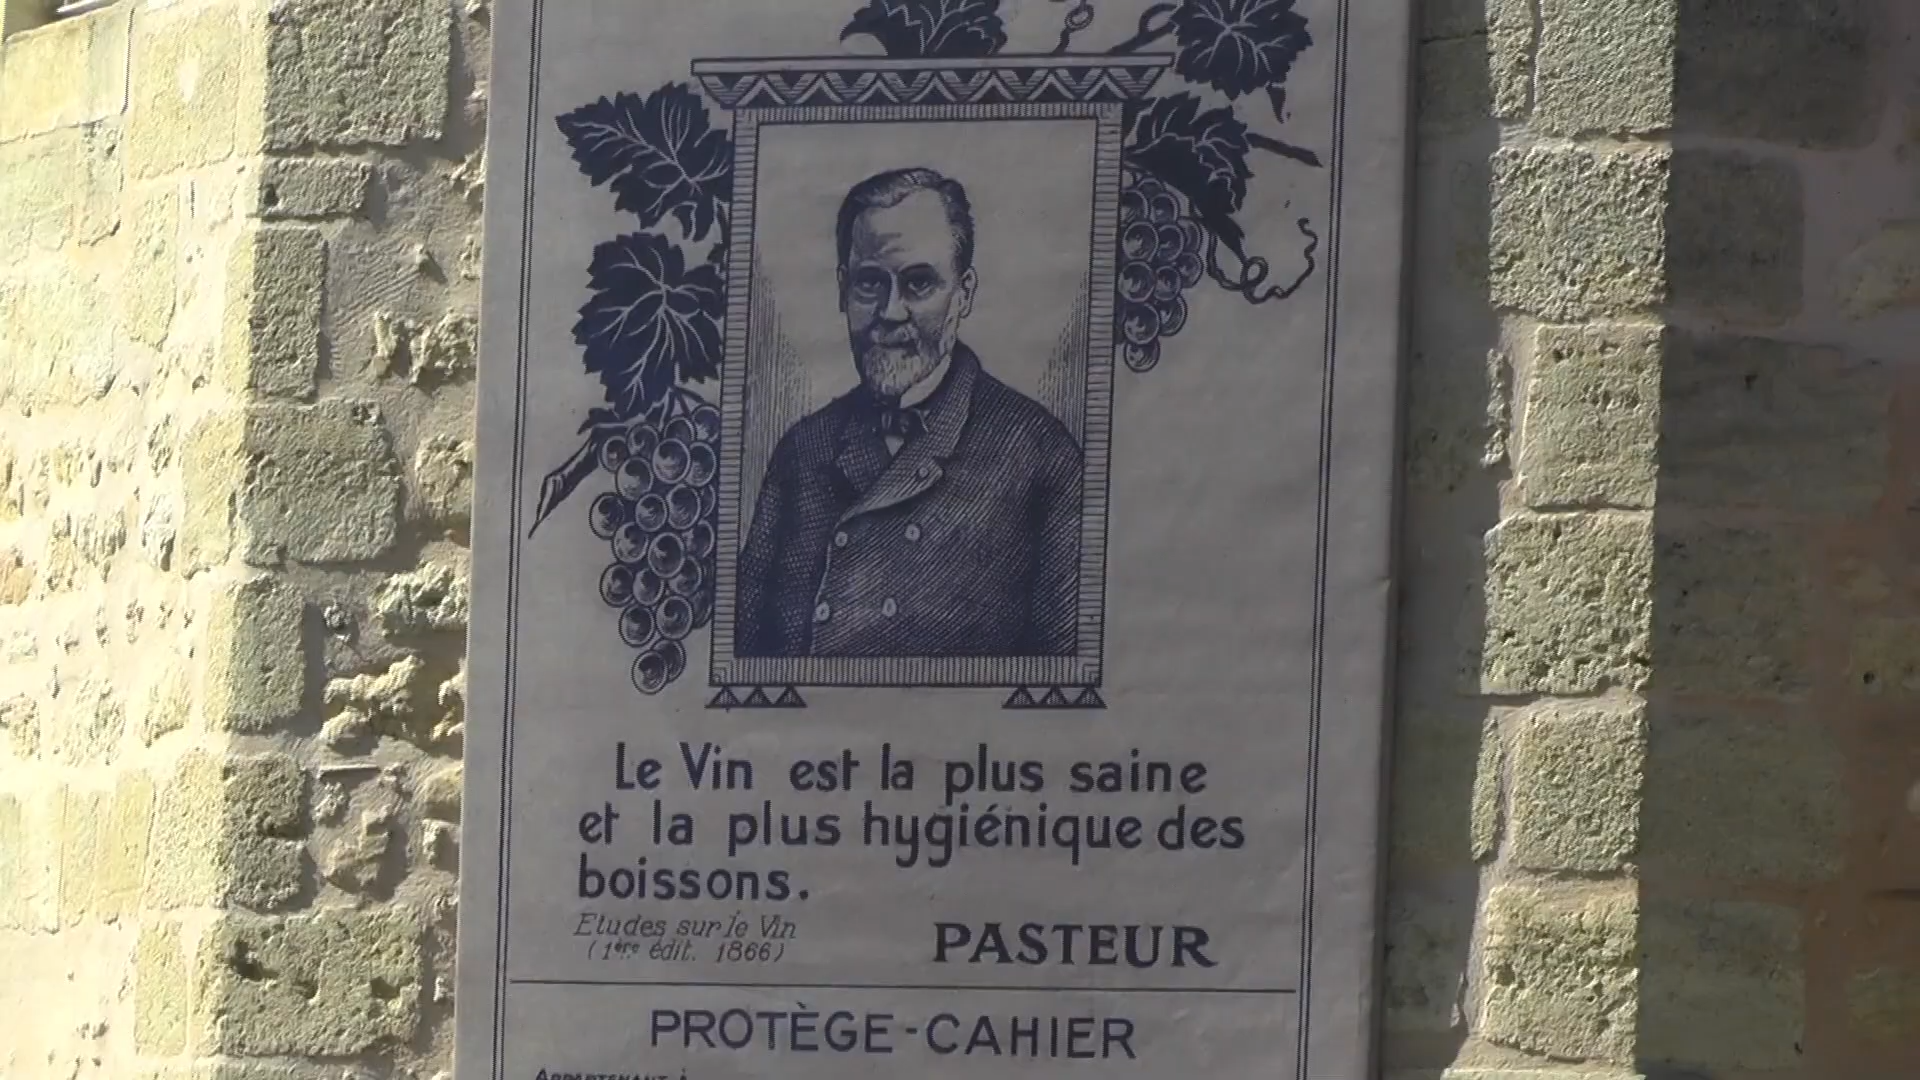 Le Vin est la plus saine
et la plus hygiénique des
boissons.
Etudes sur le Vin
(1ère édit. 1866)
PASTEUR
PROTÈGE-CAHIER
APPARTENANT À